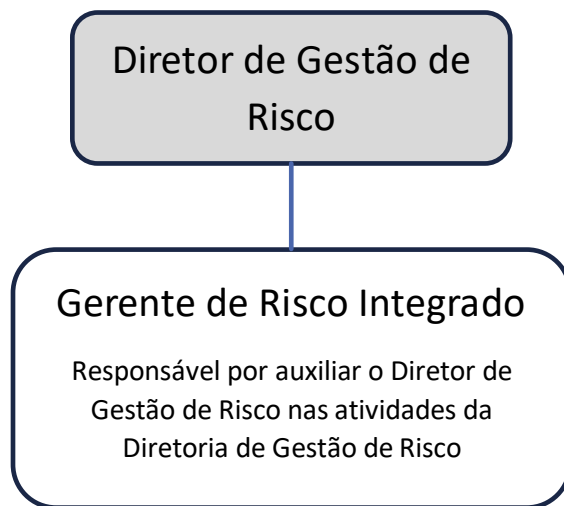 Diretor de Gestão de
Risco
Gerente de Risco Integrado
Responsável por auxiliar o Diretor de
Gestão de Risco nas atividades da
Diretoria de Gestão de Risco